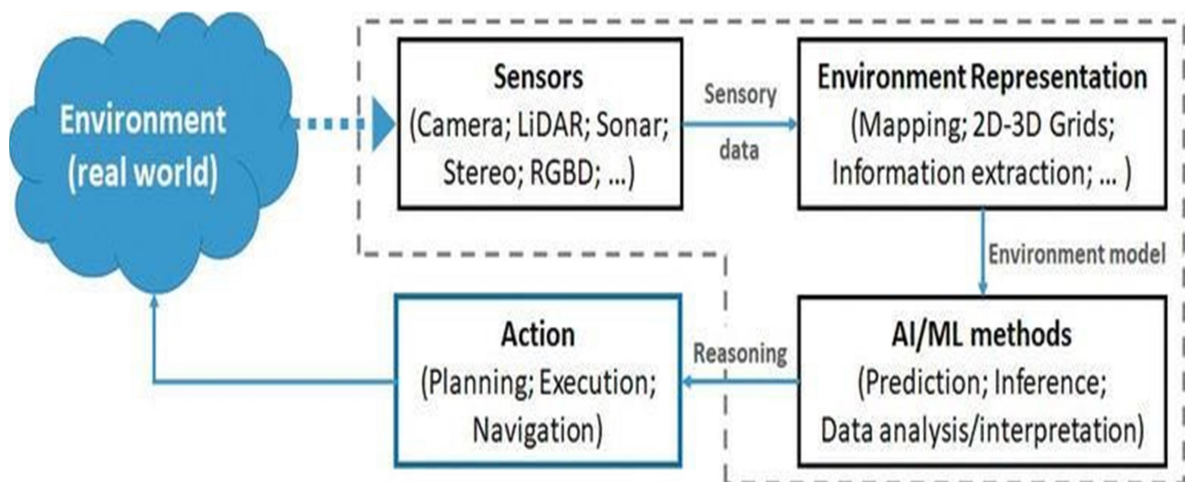 Environment
(real world)
Sensors
(Camera; LiDAR; Sonar;
Stereo; RGBD; ...)
Sensory
data
Environment Representation
(Mapping; 2D-3D Grids;
Information extraction; ... )
Environment model
AI/ML methods
(Prediction; Inference;
Data analysis/interpretation)
Reasoning
Action
(Planning; Execution;
Navigation)